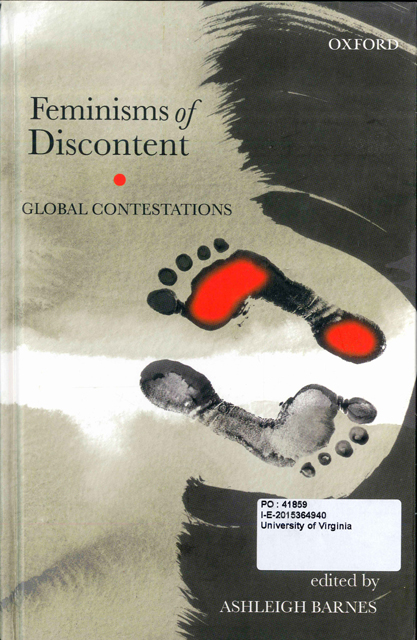 OXFORD
Feminisms of
Discontent
GLOBAL CONTESTATIONS
PO : 41859
I-E-2015364940
University of Virginia
edited by
ASHLEIGH BARNES